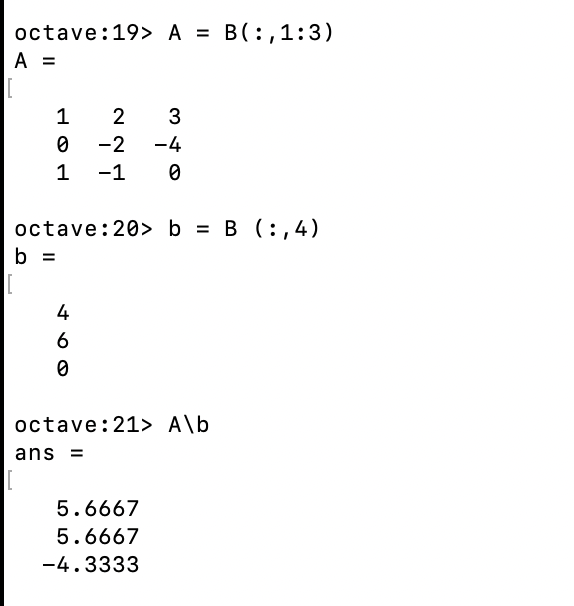 octave:19> A = B(:,1:3)
A =
[
1 2 3
0 -2 -4
1 -1 0
octave:20> b = B (:,4)
b =
[
4
6
0
octave:21> A\b
ans =
[
5.6667
5.6667
-4.3333